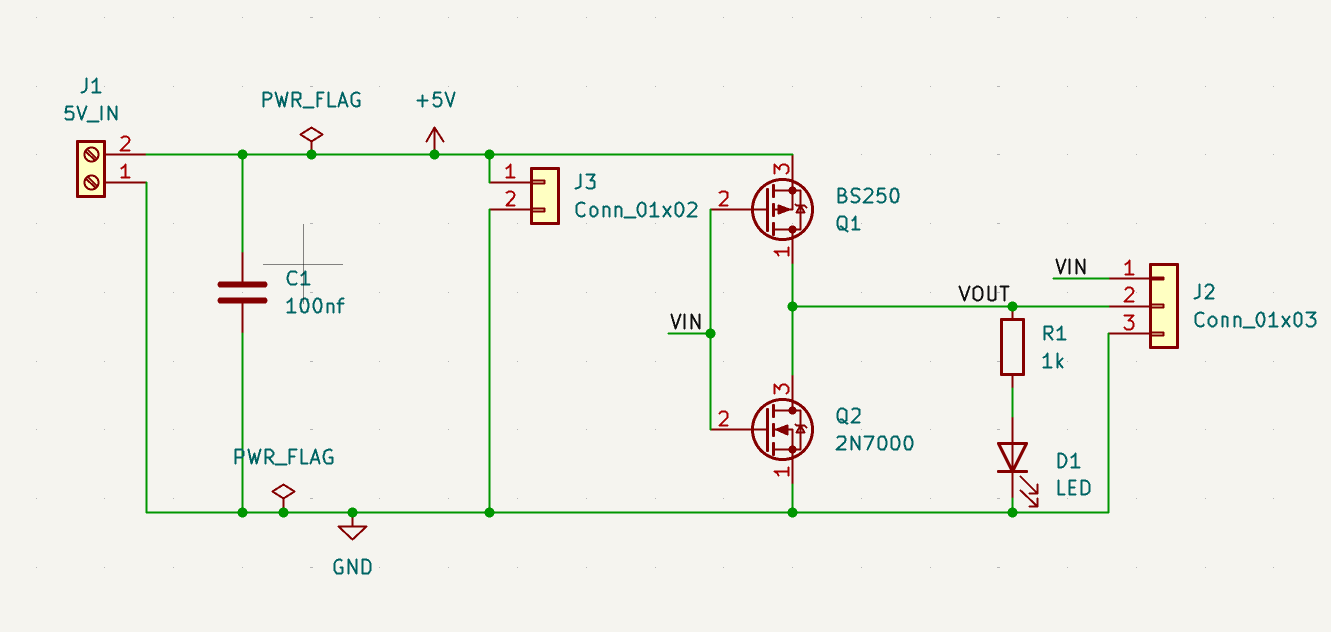 J1
5V_IN
2
1
PWR_FLAG
+5V
1
2
J3
Conn_01x02
C1
100nf
PWR_FLAG
GND
3
2
1
BS250
Q1
VIN
3
2
1
Q2
2N7000
VOUT
VIN
1
2
3
J2
Conn_01x03
R1
1k
D1
LED